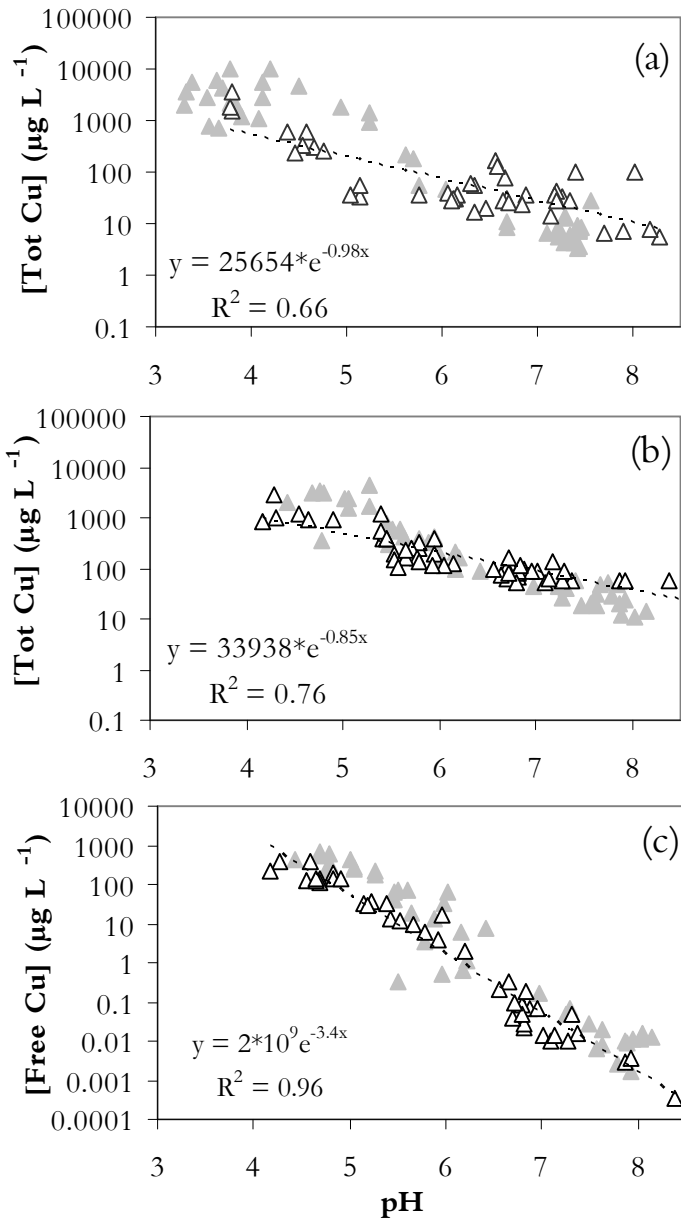 (a)
100000
10000
1000
100
10
1
0.1
[Tot Cu] (µg L ⁻¹)
y = 25654*e^-0.98x
R² = 0.66
3 4 5 6 7 8
(b)
100000
10000
1000
100
10
1
0.1
[Tot Cu] (µg L ⁻¹)
y = 33938*e^-0.85x
R² = 0.76
3 4 5 6 7 8
(c)
10000
1000
100
10
1
0.1
0.01
0.001
0.0001
[Free Cu] (µg L ⁻¹)
y = 2*10⁹e^-3.4x
R² = 0.96
3 4 5 6 7 8
pH